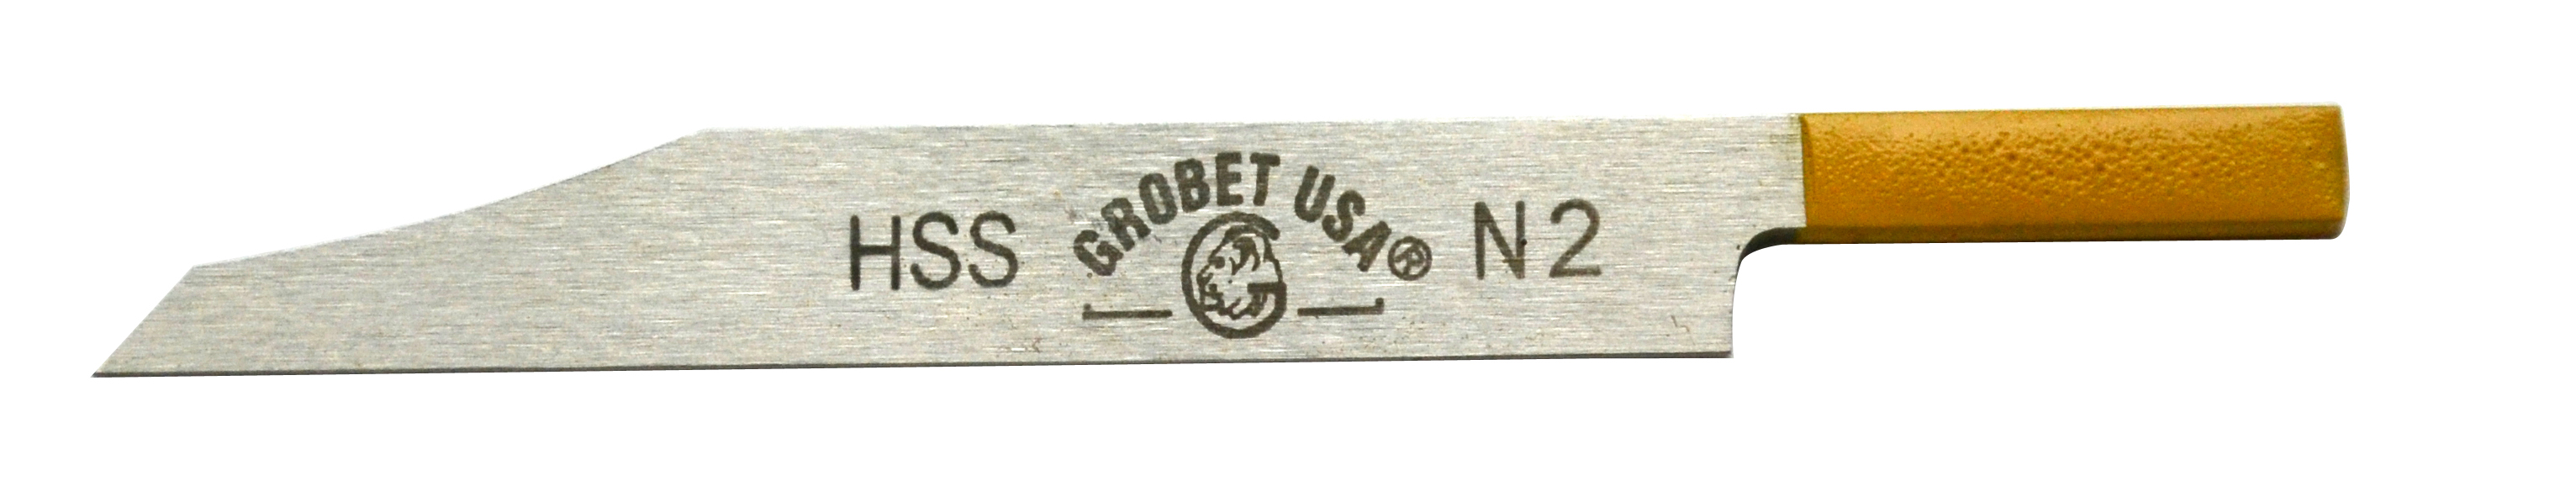 HSS GROBET USA® N2